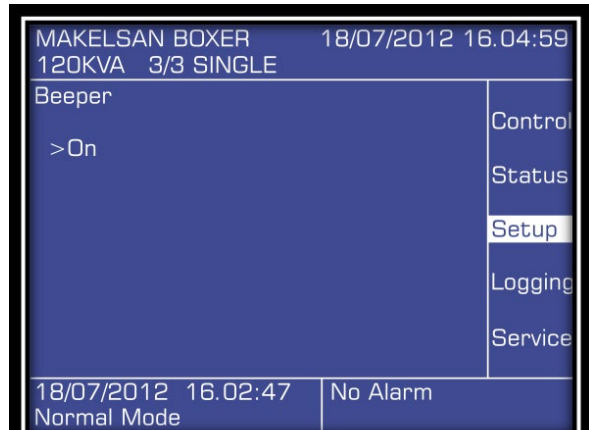 MAKELSAN BOXER 18/07/2012 16.04:59
120KVA 3/3 SINGLE
Beeper
>On
Control
Status
Setup
Logging
Service
18/07/2012 16.02:47 No Alarm
Normal Mode